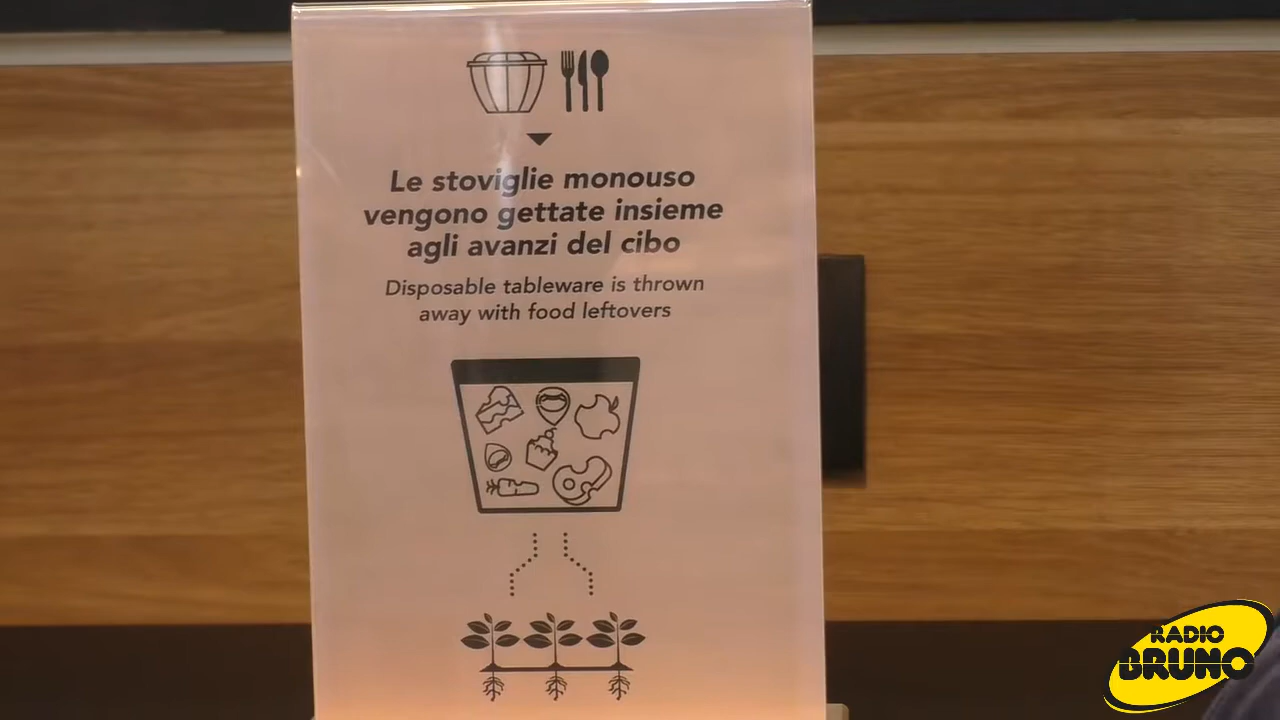 Le stoviglie monouso
vengono gettate insieme
agli avanzi del cibo
Disposable tableware is thrown
away with food leftovers
RADIO
BRUNO